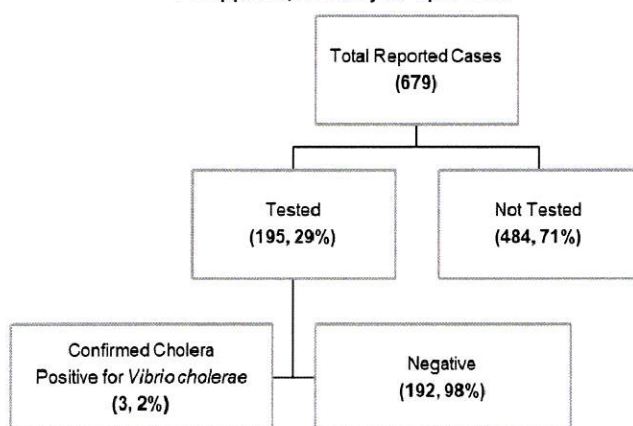 Total Reported Cases
(679)
Tested
(195, 29%)
Not Tested
(484, 71%)
Confirmed Cholera
Positive for Vibrio cholerae
(3, 2%)
Negative
(192, 98%)